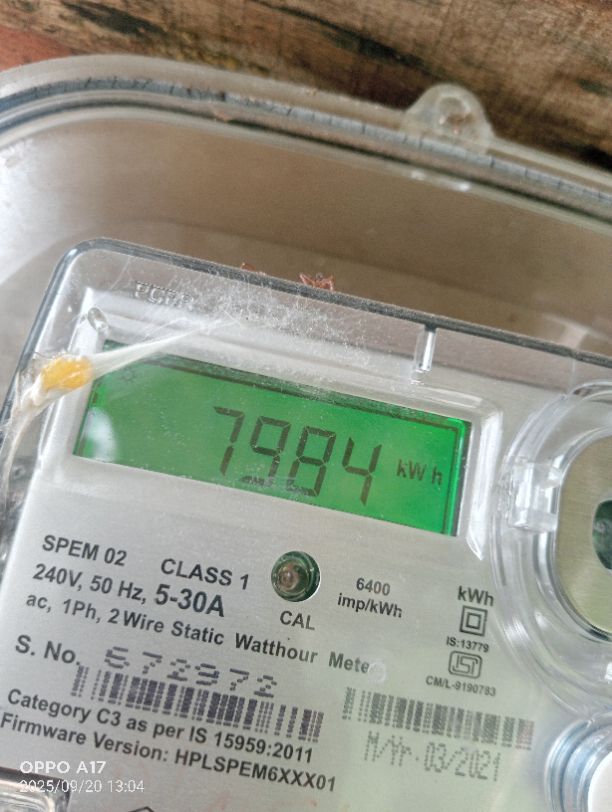 7984 kWh
SPEM 02 CLASS 1
240V, 50 Hz, 5-30A
ac, 1Ph, 2 Wire Static Watthour Meter
CAL
6400
imp/kWh
kWh
IS:13779
ISI
CM/L-9190783
S. No. 672972
Category C3 as per IS 15959:2011
Firmware Version: HPLSPEM6XXX01
M/Yr-03/2021
OPPO A17
2025/09/20 13:04